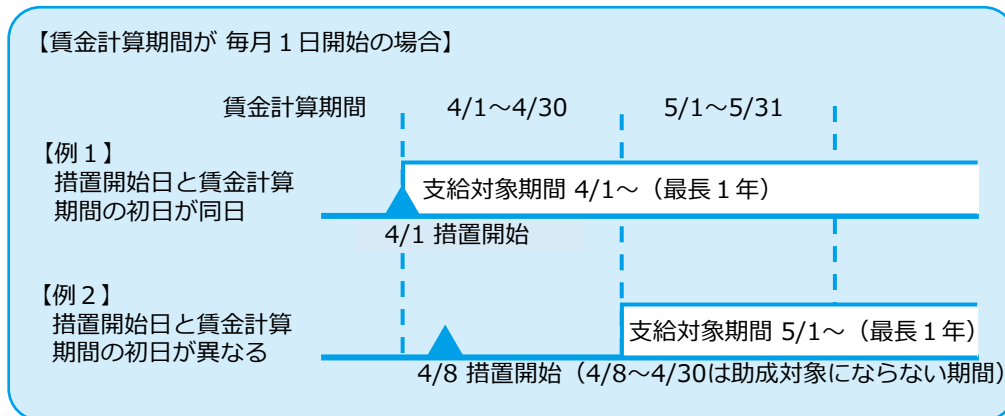 【賃金計算期間が 毎月１日開始の場合】
賃金計算期間 4/1～4/30 5/1～5/31
【例１】
措置開始日と賃金計算
期間の初日が同日
支給対象期間 4/1～（最長１年）
4/1 措置開始
【例２】
措置開始日と賃金計算
期間の初日が異なる
支給対象期間 5/1～（最長１年）
4/8 措置開始（4/8～4/30は助成対象にならない期間）